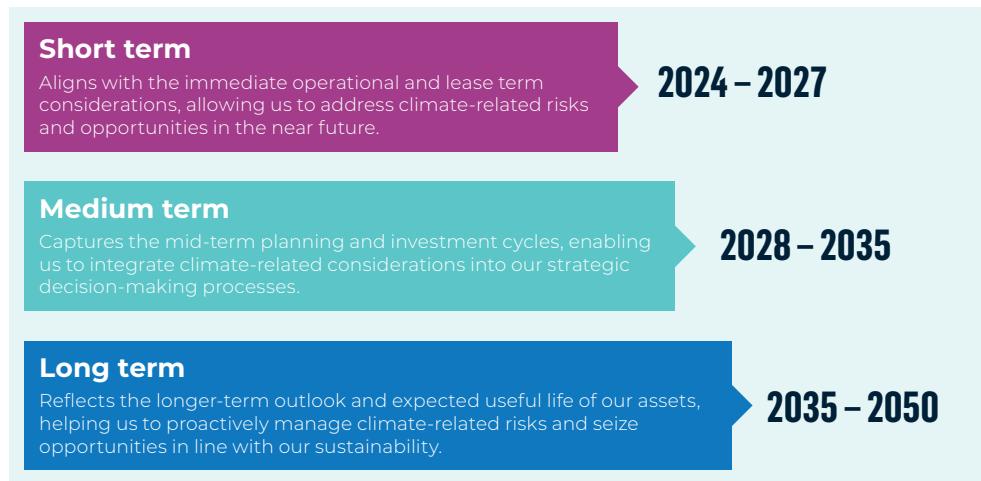 Short term
Aligns with the immediate operational and lease term
considerations, allowing us to address climate-related risks
and opportunities in the near future.
2024 – 2027
Medium term
Captures the mid-term planning and investment cycles, enabling
us to integrate climate-related considerations into our strategic
decision-making processes.
2028 – 2035
Long term
Reflects the longer-term outlook and expected useful life of our assets,
helping us to proactively manage climate-related risks and seize
opportunities in line with our sustainability.
2035 – 2050